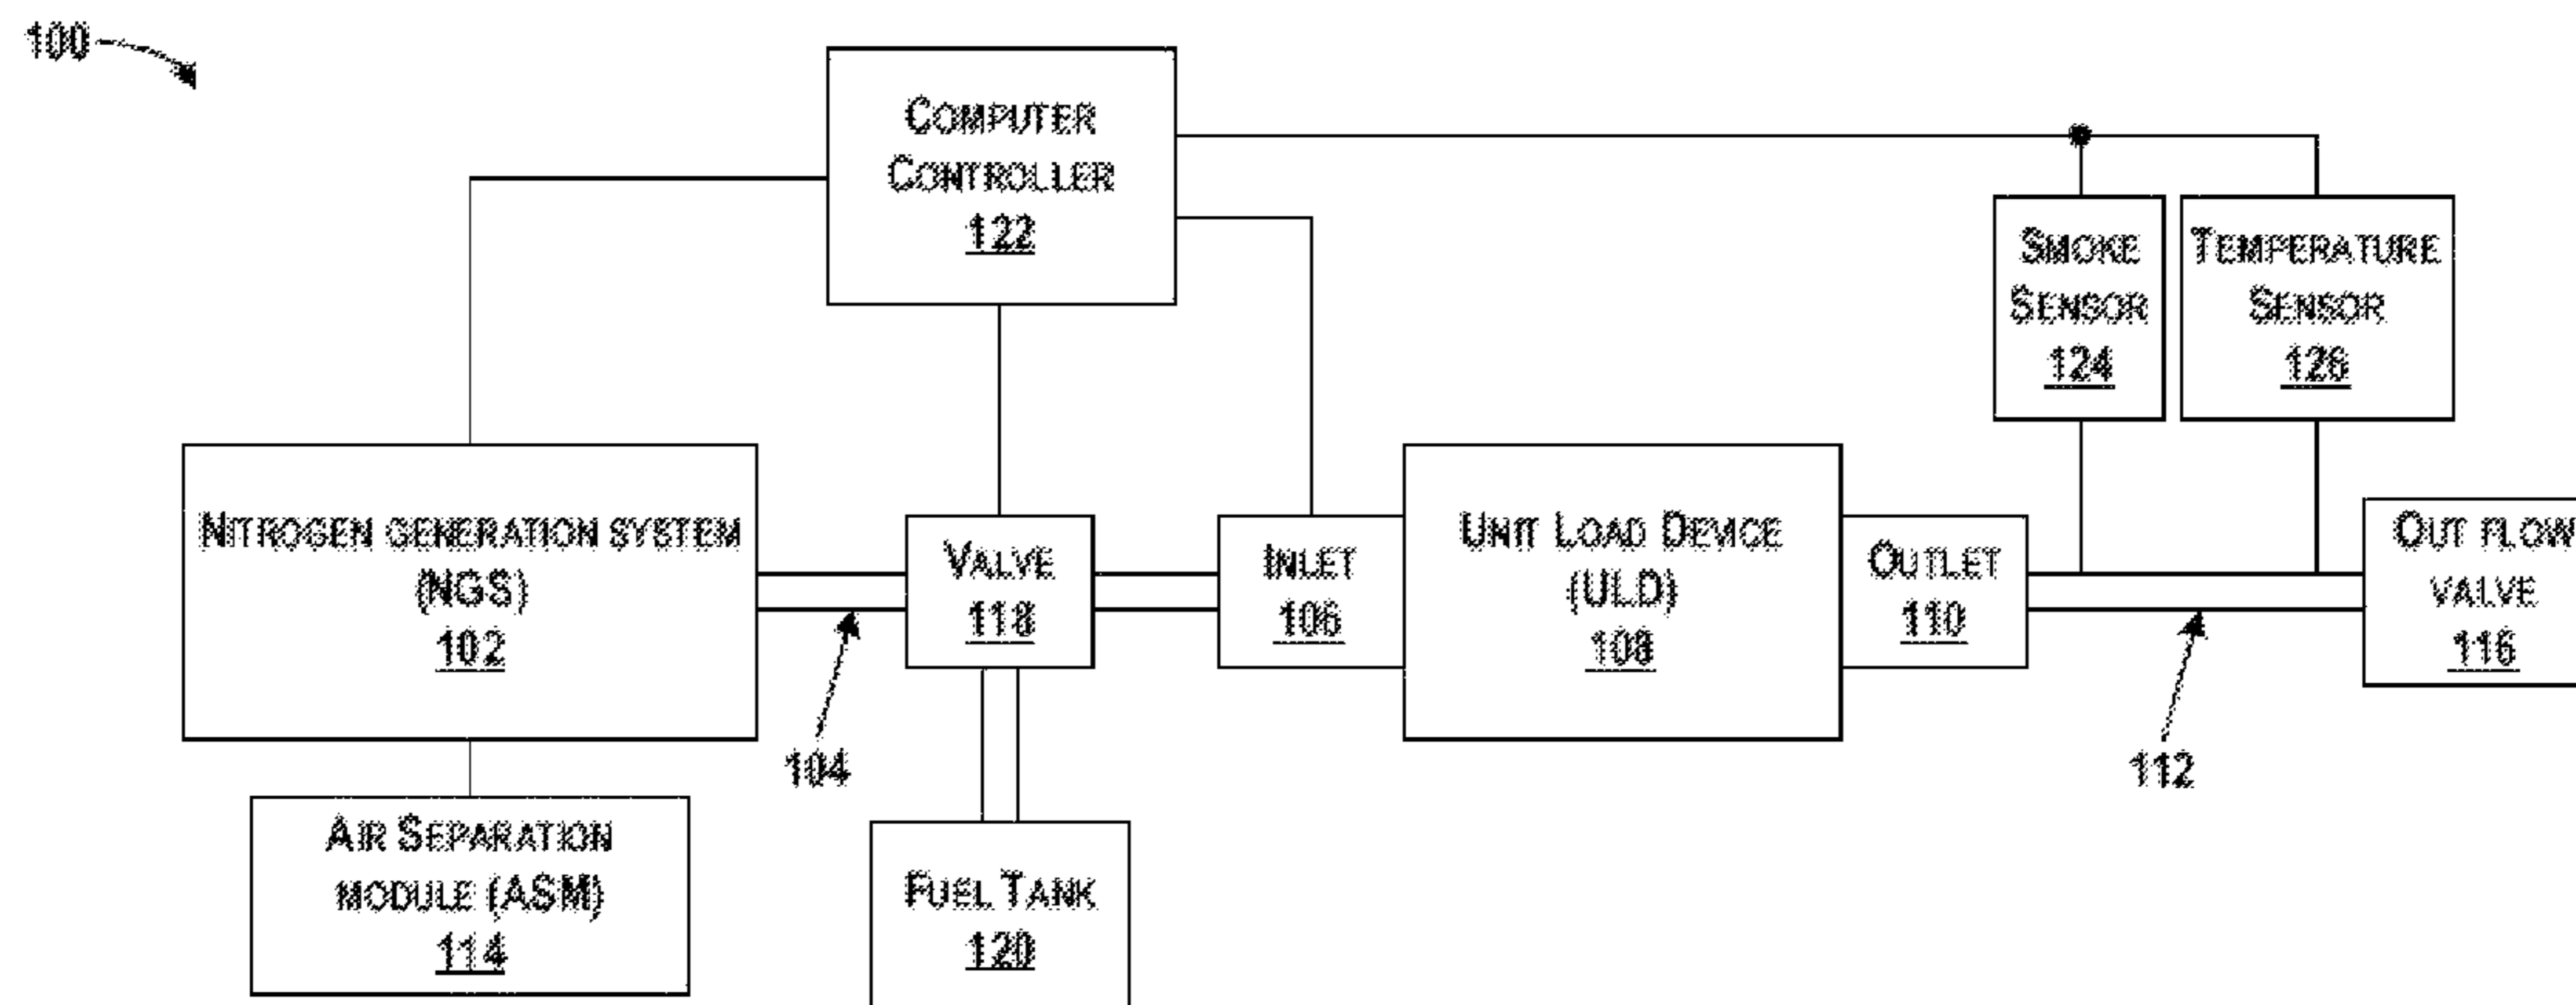 100
COMPUTER
CONTROLLER
122
SMOKE
SENSOR
124
TEMPERATURE
SENSOR
126
NITROGEN GENERATION SYSTEM
(NGS)
102
VALVE
118
INLET
106
UNIT LOAD DEVICE
(ULD)
108
OUTLET
110
OUT FLOW
VALVE
116
104
112
AIR SEPARATION
MODULE (ASM)
114
FUEL TANK
120